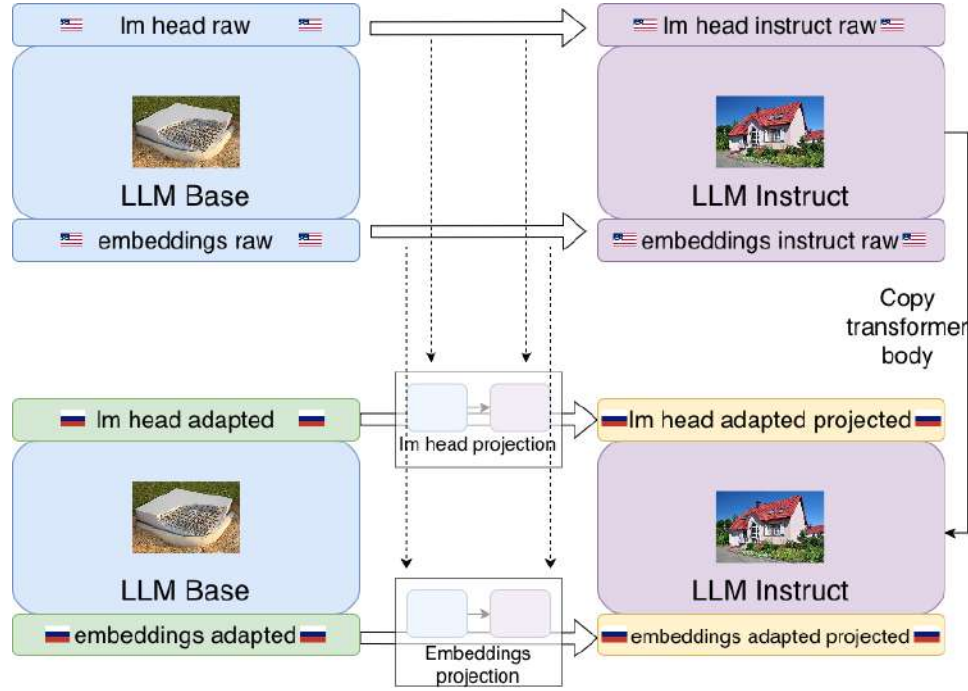 lm head raw
lm head instruct raw
LLM Base
LLM Instruct
embeddings raw
embeddings instruct raw
Copy
transformer
body
lm head adapted
lm head projection
lm head adapted projected
LLM Base
LLM Instruct
embeddings adapted
Embeddings
projection
embeddings adapted projected